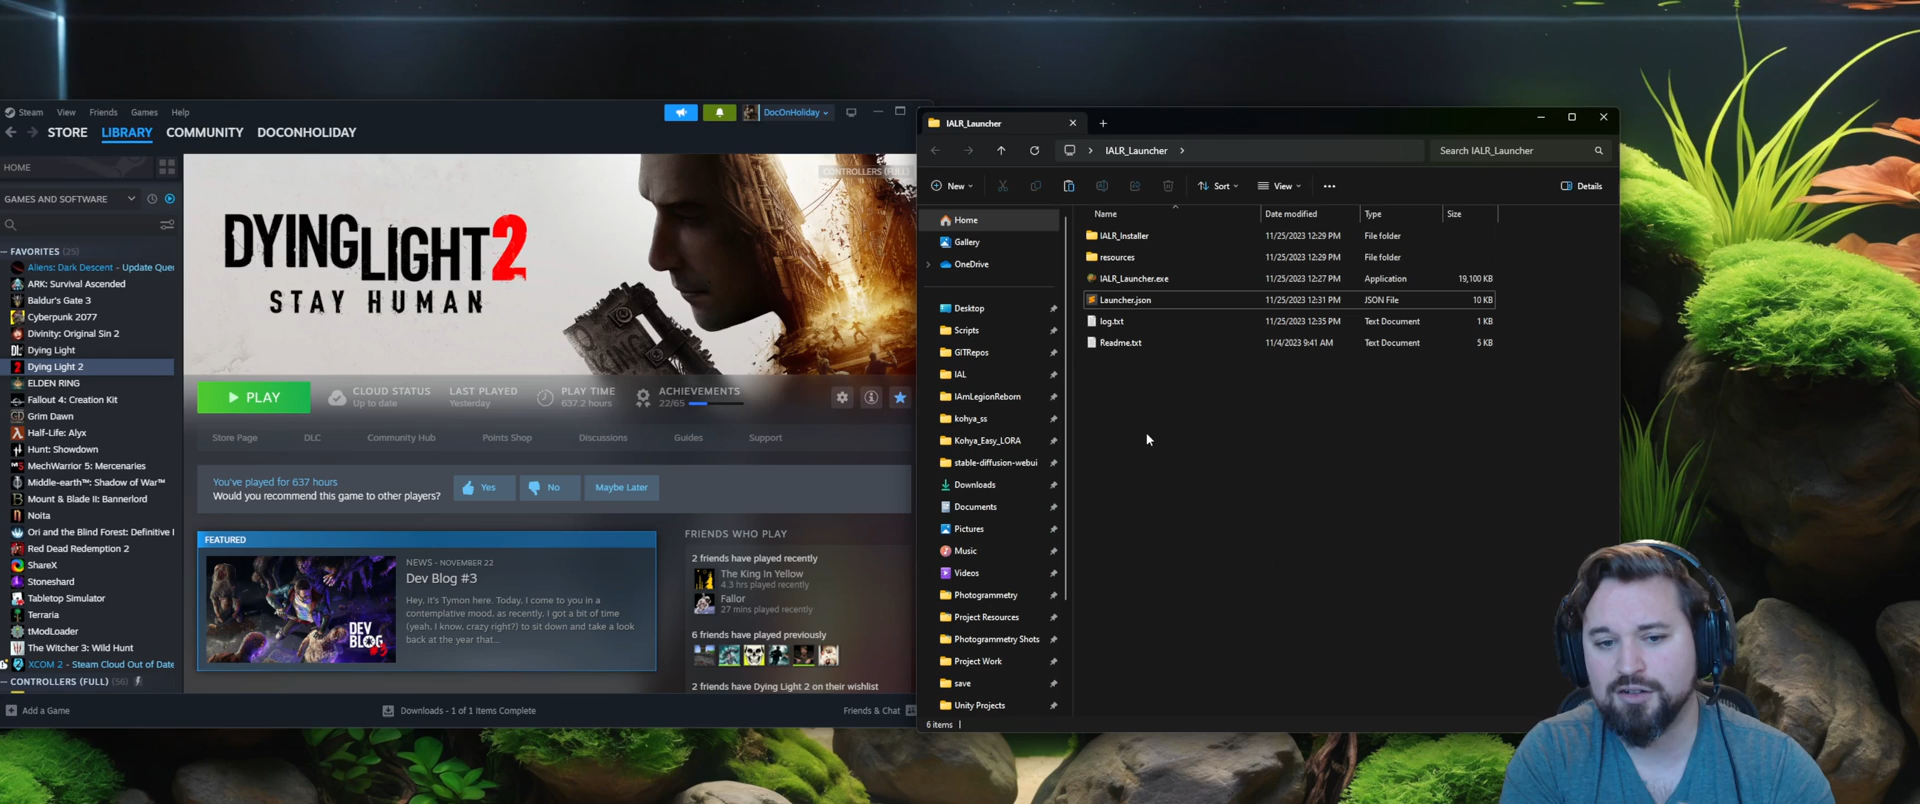 Steam View Friends Games Help
DocOnHoliday
STORE LIBRARY COMMUNITY DOCONHOLIDAY
HOME
GAMES AND SOFTWARE
FAVORITES (25)
Aliens: Dark Descent - Update Quer
ARK: Survival Ascended
Baldur's Gate 3
Cyberpunk 2077
Divinity: Original Sin 2
Dying Light
Dying Light 2
ELDEN RING
Fallout 4: Creation Kit
Grim Dawn
Half-Life: Alyx
Hunt: Showdown
MechWarrior 5: Mercenaries
Middle-earth™: Shadow of War™
Mount & Blade II: Bannerlord
Noita
Ori and the Blind Forest: Definitive
Red Dead Redemption 2
ShareX
Stoneshard
Tabletop Simulator
Terraria
tModLoader
The Witcher 3: Wild Hunt
XCOM 2 - Steam Cloud Out of Date
CONTROLLERS (FULL) (56)
Add a Game
CONTROLLERS (FULL)
DYING LIGHT 2
STAY HUMAN
PLAY
CLOUD STATUS
Up to date
LAST PLAYED
Yesterday
PLAY TIME
637.2 hours
ACHIEVEMENTS
22/65
Store Page DLC Community Hub Points Shop Discussions Guides Support
You've played for 637 hours
Would you recommend this game to other players?
Yes No Maybe Later
FEATURED
DEV
BLOG #3
NEWS - NOVEMBER 22
Dev Blog #3
Hey, it's Tymon here. Today, I come to you in a
contemplative mood, as recently, I got a bit of time
(yeah, I know, crazy right?) to sit down and take a look
back at the year that...
FRIENDS WHO PLAY
2 friends have played recently
The King In Yellow
4.3 hrs played recently
Fallor
27 mins played recently
6 friends have played previously
2 friends have Dying Light 2 on their wishlist
Downloads - 1 of 1 Items Complete
Friends & Chat
IALR_Launcher
IALR_Launcher
Search IALR_Launcher
New Sort View Details
Home
Gallery
OneDrive
Desktop
Scripts
GITRepos
IAL
IAmLegionReborn
kohya_ss
Kohya_Easy_LORA
stable-diffusion-webui
Downloads
Documents
Pictures
Music
Videos
Photogrammetry
Project Resources
Photogrammetry Shots
Project Work
save
Unity Projects
Name Date modified Type Size
IALR_Installer 11/25/2023 12:29 PM File folder
resources 11/25/2023 12:29 PM File folder
IALR_Launcher.exe 11/25/2023 12:27 PM Application 19,100 KB
Launcher.json 11/25/2023 12:31 PM JSON File 10 KB
log.txt 11/25/2023 12:35 PM Text Document 1 KB
Readme.txt 11/4/2023 9:41 AM Text Document 5 KB
6 items